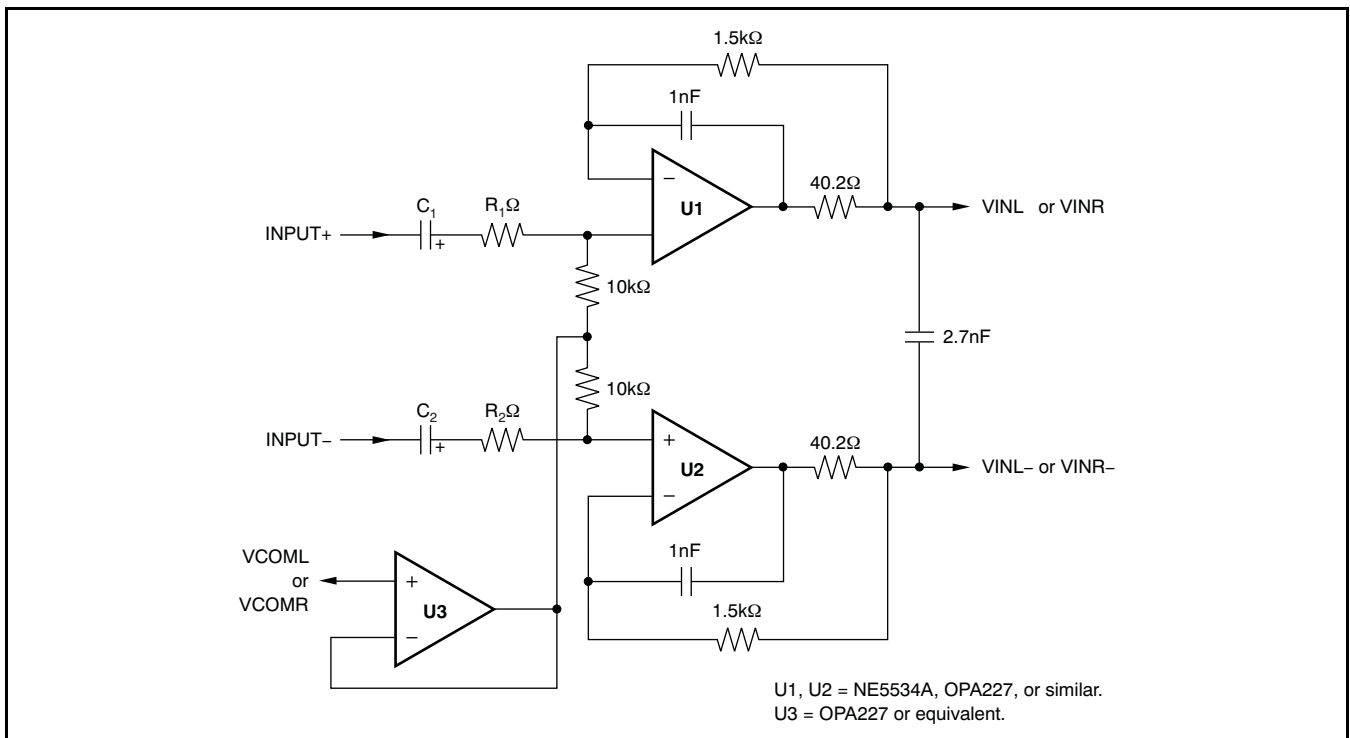 1.5kΩ
1nF
−
U1
40.2Ω
VINL or VINR
C1
+
R1Ω
INPUT+
10kΩ
2.7nF
10kΩ
C2
+
R2Ω
INPUT−
+
U2
−
40.2Ω
VINL− or VINR−
1nF
VCOML
or
VCOMR
+
U3
−
1.5kΩ
U1, U2 = NE5534A, OPA227, or similar.
U3 = OPA227 or equivalent.